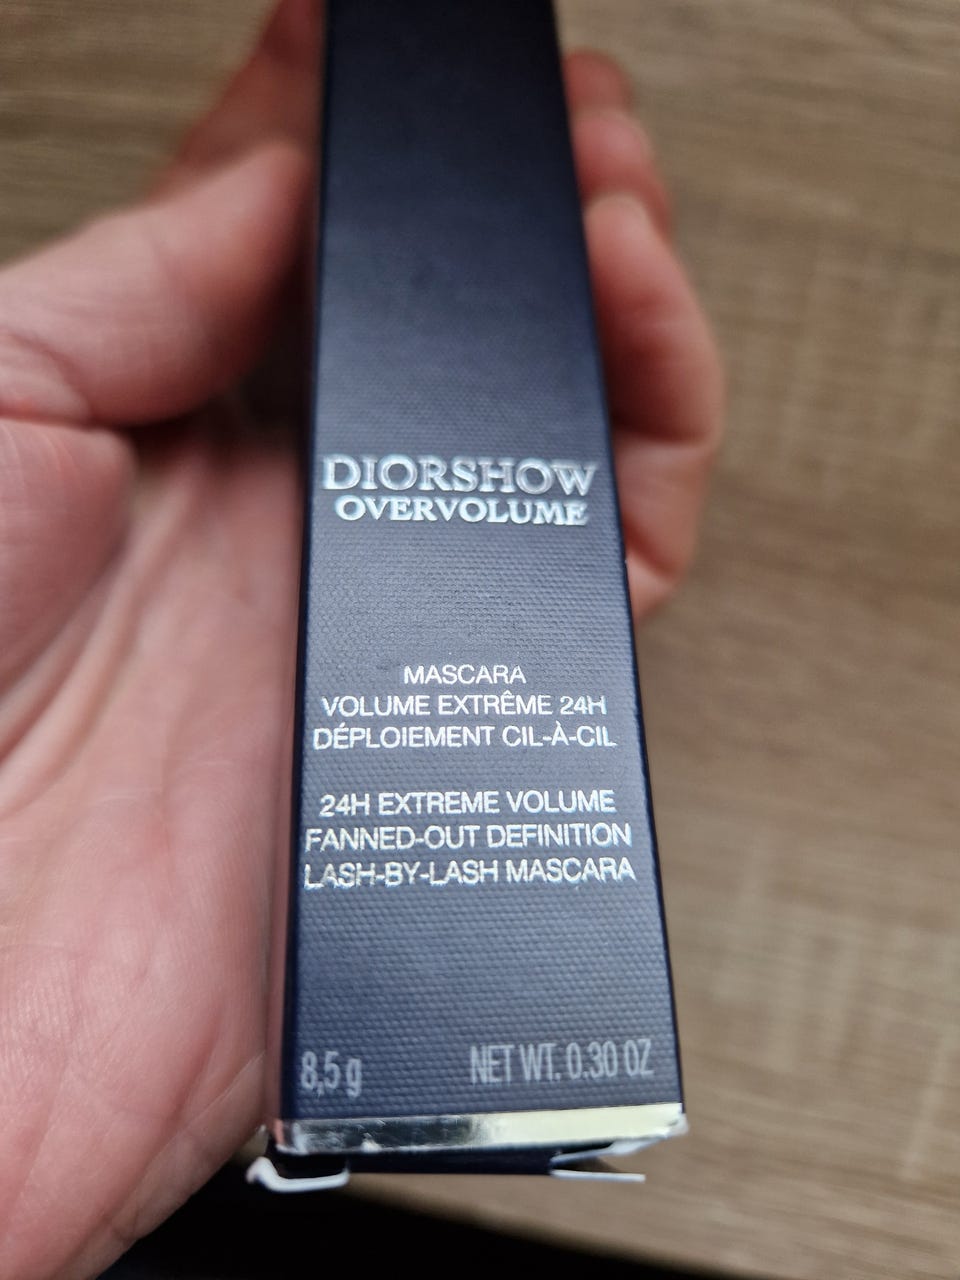 DIORSHOW
OVERVOLUME
MASCARA
VOLUME EXTRÊME 24H
DÉPLOIEMENT CIL-À-CIL
24H EXTREME VOLUME
FANNED-OUT DEFINITION
LASH-BY-LASH MASCARA
8,5 g NET WT. 0.30 OZ